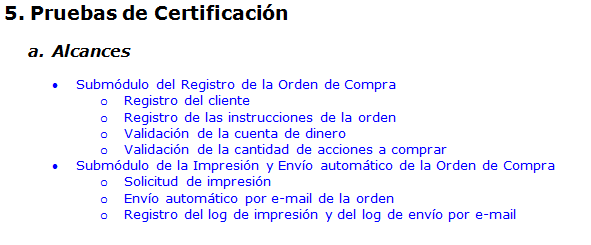 5. Pruebas de Certificación
a. Alcances
• Submódulo del Registro de la Orden de Compra
o Registro del cliente
o Registro de las instrucciones de la orden
o Validación de la cuenta de dinero
o Validación de la cantidad de acciones a comprar
• Submódulo de la Impresión y Envío automático de la Orden de Compra
o Solicitud de impresión
o Envío automático por e-mail de la orden
o Registro del log de impresión y del log de envío por e-mail